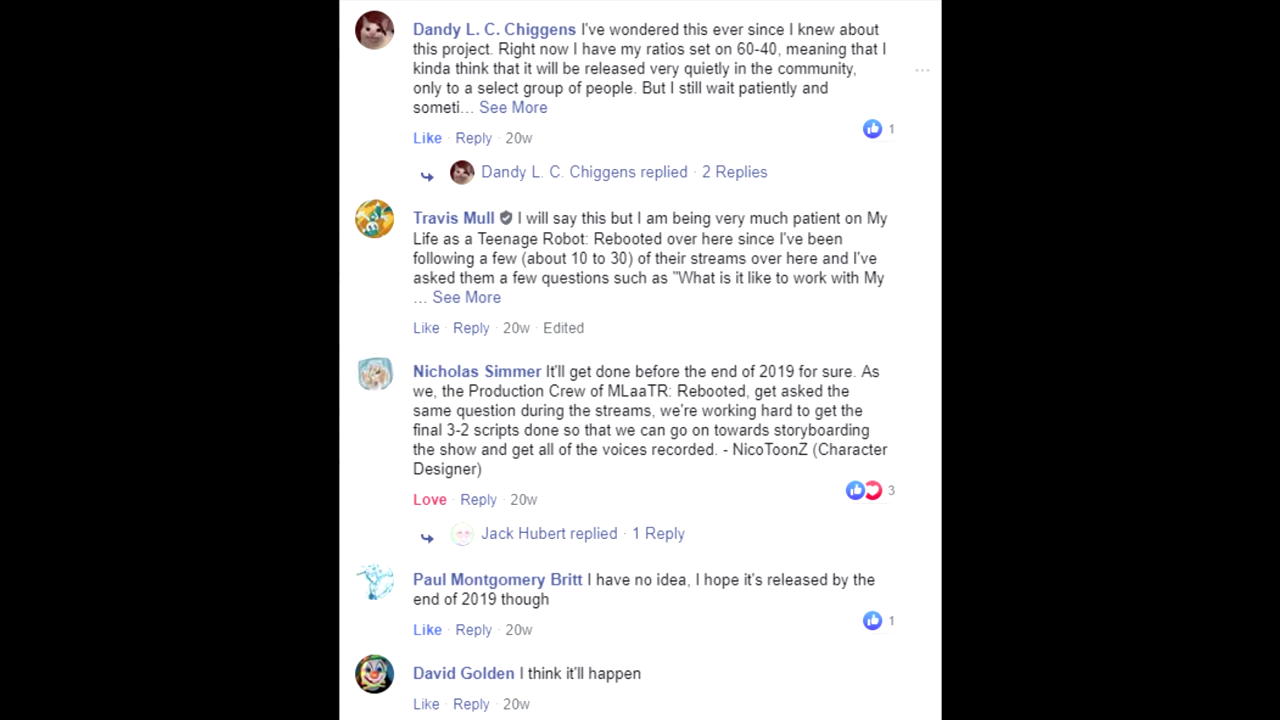 Dandy L. C. Chiggens I've wondered this ever since I knew about
this project. Right now I have my ratios set on 60-40, meaning that I
kinda think that it will be released very quietly in the community,
only to a select group of people. But I still wait patiently and
someti... See More
Like · Reply · 20w
1
Dandy L. C. Chiggens replied · 2 Replies
Travis Mull I will say this but I am being very much patient on My
Life as a Teenage Robot: Rebooted over here since I've been
following a few (about 10 to 30) of their streams over here and I've
asked them a few questions such as "What is it like to work with My
... See More
Like · Reply · 20w · Edited
Nicholas Simmer It'll get done before the end of 2019 for sure. As
we, the Production Crew of MLaaTR: Rebooted, get asked the
same question during the streams, we're working hard to get the
final 3-2 scripts done so that we can go on towards storyboarding
the show and get all of the voices recorded. - NicoToonZ (Character
Designer)
Love · Reply · 20w
3
Jack Hubert replied · 1 Reply
Paul Montgomery Britt I have no idea, I hope it's released by the
end of 2019 though
Like · Reply · 20w
1
David Golden I think it'll happen
Like · Reply · 20w